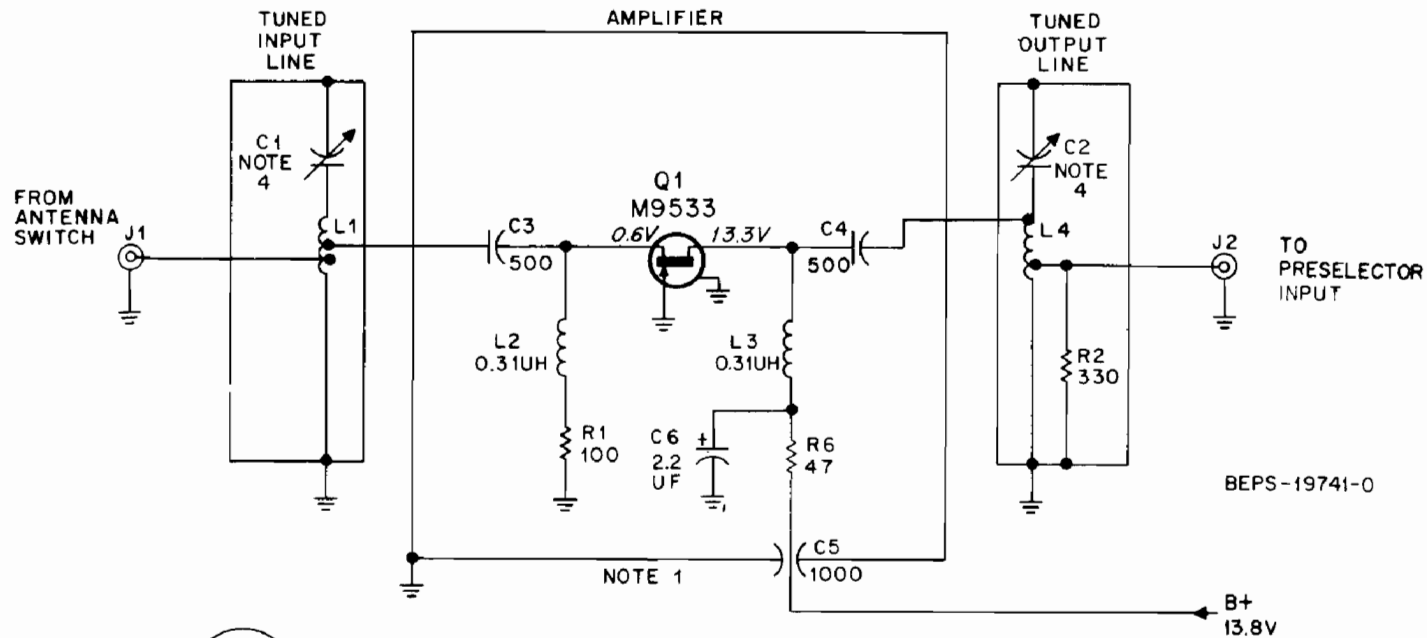 TUNED
INPUT
LINE
AMPLIFIER
TUNED
OUTPUT
LINE
C1
NOTE
4
C2
NOTE
4
FROM
ANTENNA
SWITCH
J1
L1
C3
500
Q1
M9533
0.6V
13.3V
C4
500
L4
J2
TO
PRESELECTOR
INPUT
L2
0.31UH
L3
0.31UH
R2
330
R1
100
C6
+
2.2
UF
R6
47
BEPS-19741-0
NOTE 1
C5
1000
B+
13.8V